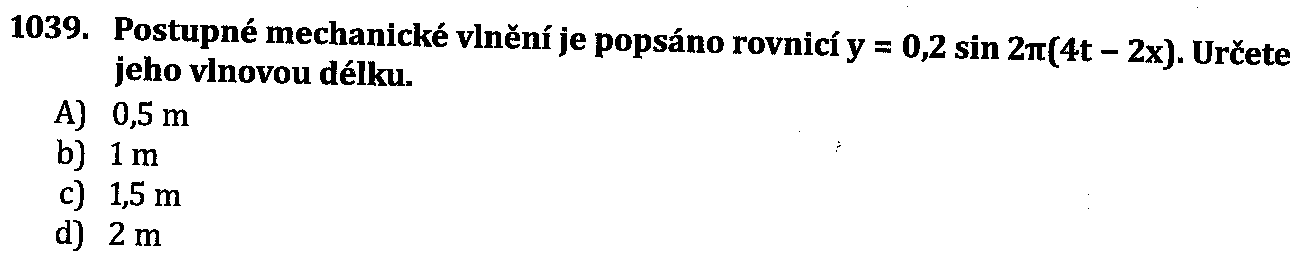 1039. Postupné mechanické vlnění je popsáno rovnicí y = 0,2 sin 2π(4t – 2x). Určete
jeho vlnovou délku.
A) 0,5 m
b) 1 m
c) 1,5 m
d) 2 m